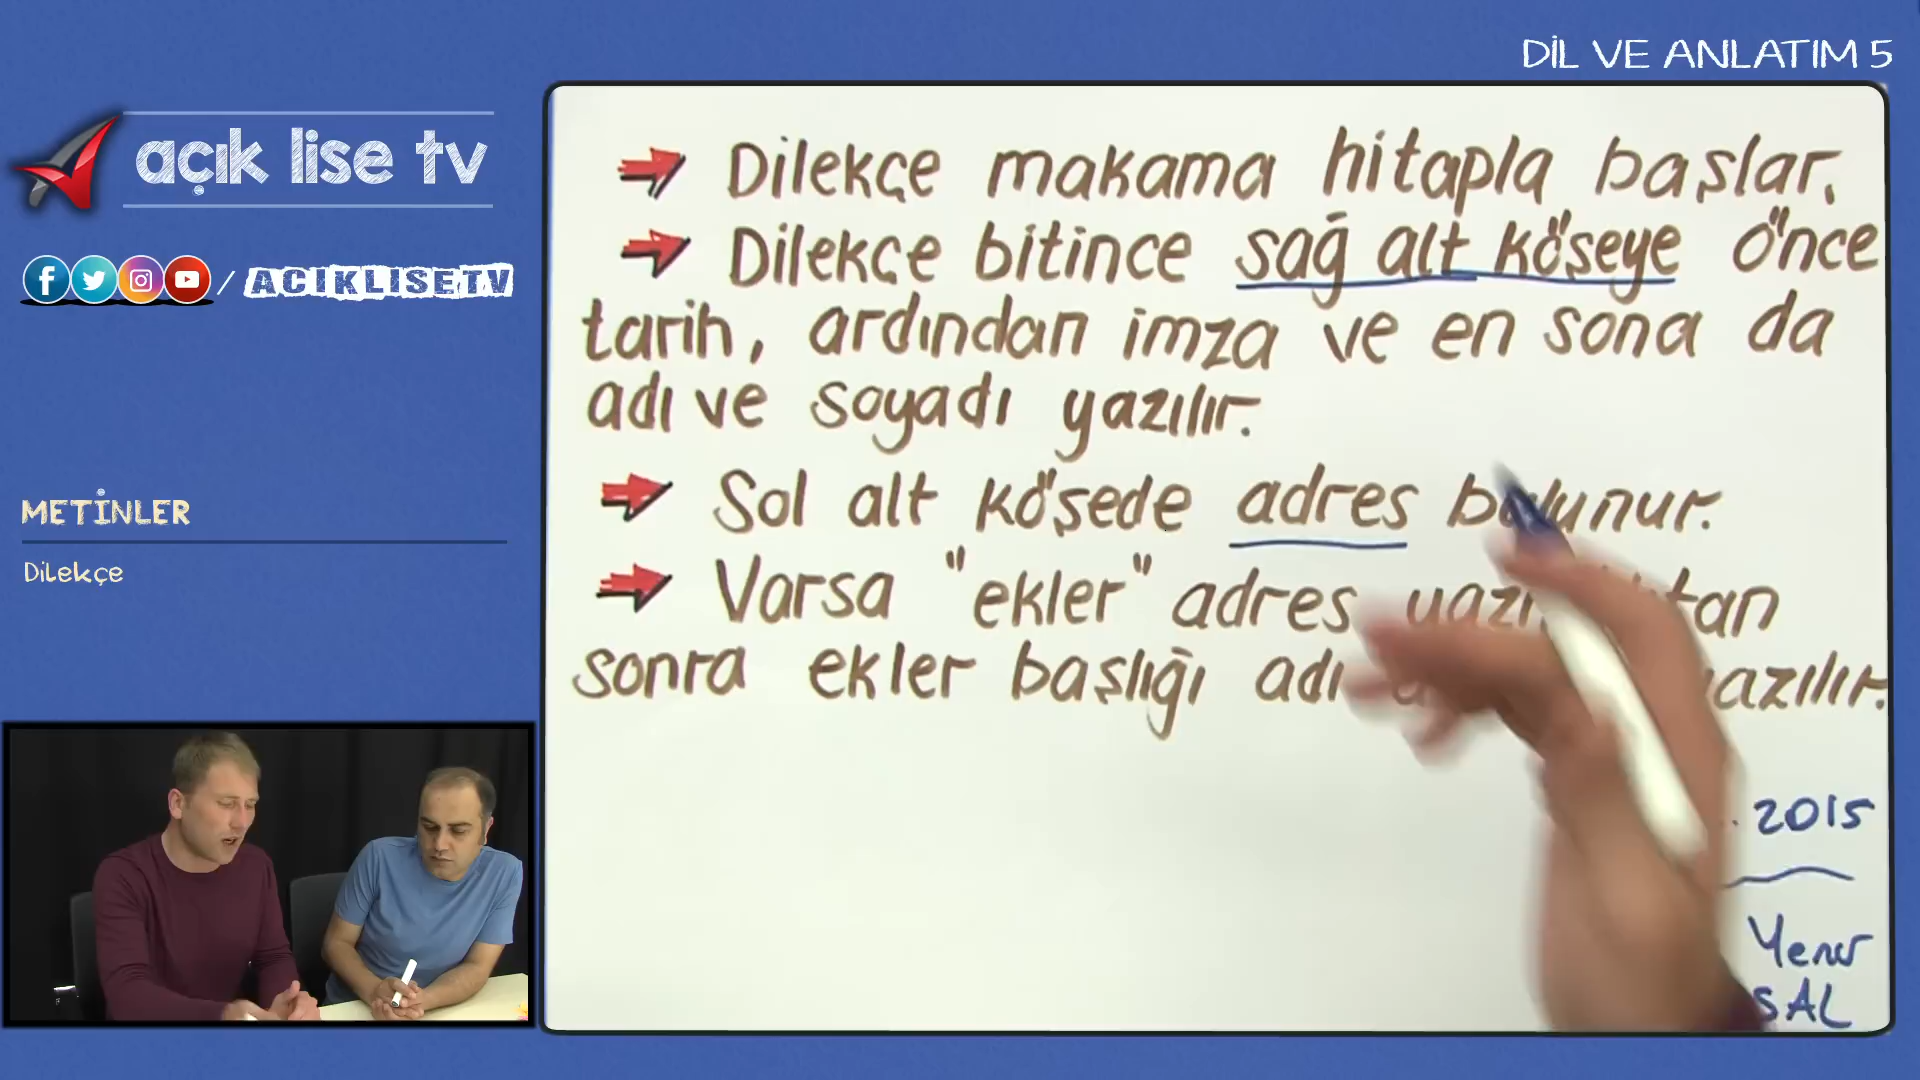 DİL VE ANLATIM 5
açık lise tv
/ ACIKLISETV
METİNLER
Dilekçe
Dilekçe makama hitapla başlar.
Dilekçe bitince sağ alt köşeye önce
tarih, ardından imza ve en sona da
adı ve soyadı yazılır.
Sol alt köşede adres bulunur.
Varsa "ekler" adres
sonra ekler başlığı yazılır.
2015